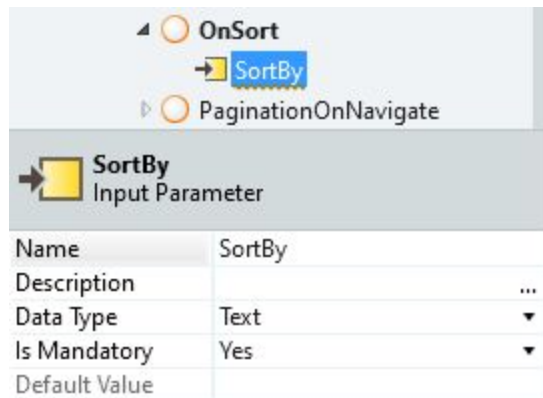 OnSort
SortBy
PaginationOnNavigate
SortBy
Input Parameter
Name SortBy
Description ...
Data Type Text
Is Mandatory Yes
Default Value